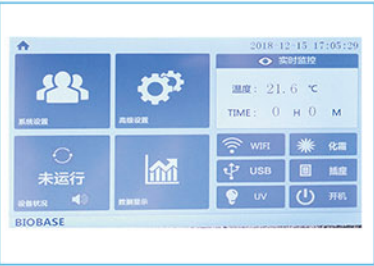 2018-12-15 17:05:29
实时监控
温度: 21.6 ℃
TIME: 0 H 0 M
系统设置
高级设置
WIFI
化霜
未运行
USB
插座
设备状况
数据显示
UV
开机
BIOBASE